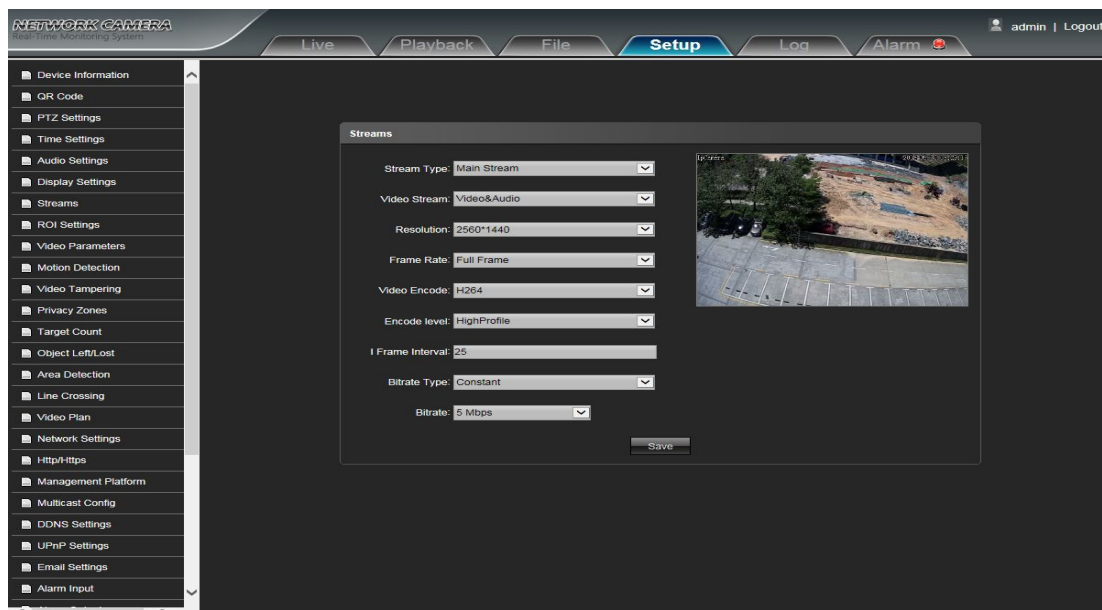 NETWORK CAMERA
Real-Time Monitoring System
Live
Playback
File
Setup
Log
Alarm
admin | Logout
Device Information
QR Code
PTZ Settings
Time Settings
Audio Settings
Display Settings
Streams
ROI Settings
Video Parameters
Motion Detection
Video Tampering
Privacy Zones
Target Count
Object Left/Lost
Area Detection
Line Crossing
Video Plan
Network Settings
Http/Https
Management Platform
Multicast Config
DDNS Settings
UPnP Settings
Email Settings
Alarm Input
Streams
Stream Type: Main Stream
Video Stream: Video&Audio
Resolution: 2560*1440
Frame Rate: Full Frame
Video Encode: H264
Encode level: HighProfile
I Frame Interval: 25
Bitrate Type: Constant
Bitrate: 5 Mbps
Save
IpCamera